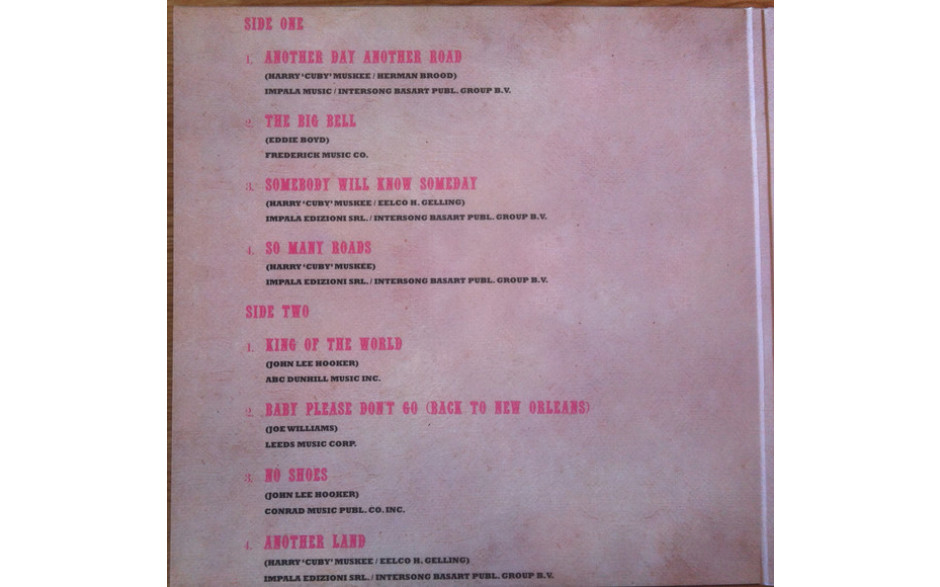 SIDE ONE
1. ANOTHER DAY ANOTHER ROAD
(HARRY 'CUBY' MUSKEE / HERMAN BROOD)
IMPALA MUSIC / INTERSONG BASART PUBL. GROUP B.V.
2. THE BIG BELL
(EDDIE BOYD)
FREDERICK MUSIC CO.
3. SOMEBODY WILL KNOW SOMEDAY
(HARRY 'CUBY' MUSKEE / EELCO H. GELLING)
IMPALA EDIZIONI SRL. / INTERSONG BASART PUBL. GROUP B.V.
4. SO MANY ROADS
(HARRY 'CUBY' MUSKEE)
IMPALA EDIZIONI SRL. / INTERSONG BASART PUBL. GROUP B.V.
SIDE TWO
1. KING OF THE WORLD
(JOHN LEE HOOKER)
ABC DUNHILL MUSIC INC.
2. BABY PLEASE DON'T GO (BACK TO NEW ORLEANS)
(JOE WILLIAMS)
LEEDS MUSIC CORP.
3. NO SHOES
(JOHN LEE HOOKER)
CONRAD MUSIC PUBL. CO. INC.
4. ANOTHER LAND
(HARRY 'CUBY' MUSKEE / EELCO H. GELLING)
IMPALA EDIZIONI SRL. / INTERSONG BASART PUBL. GROUP B.V.